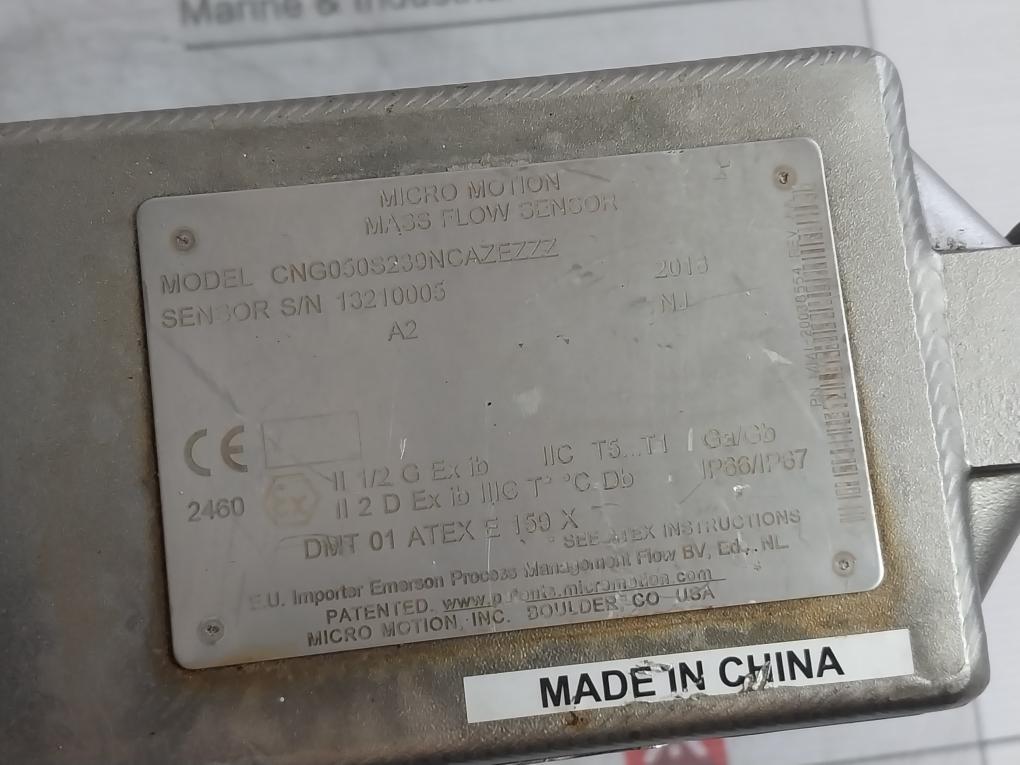 Marine & Industrial
MICRO MOTION
MASS FLOW SENSOR
MODEL CNG050S239NCAZEZZZ
SENSOR S/N 13210005
A2
N.L
CE
2460
II 1/2 G Ex ib IIC T5...T1 / Ga/Gb
II 2 D Ex ib IIIC T* °C Db IP66/IP67
DMT 01 ATEX E 159 X
* SEE ATEX INSTRUCTIONS
E.U. Importer Emerson Process Management Flow BV, Ed., NL
PATENTED. www.patents.micromotion.com
MICRO MOTION, INC. BOULDER, CO USA
MADE IN CHINA